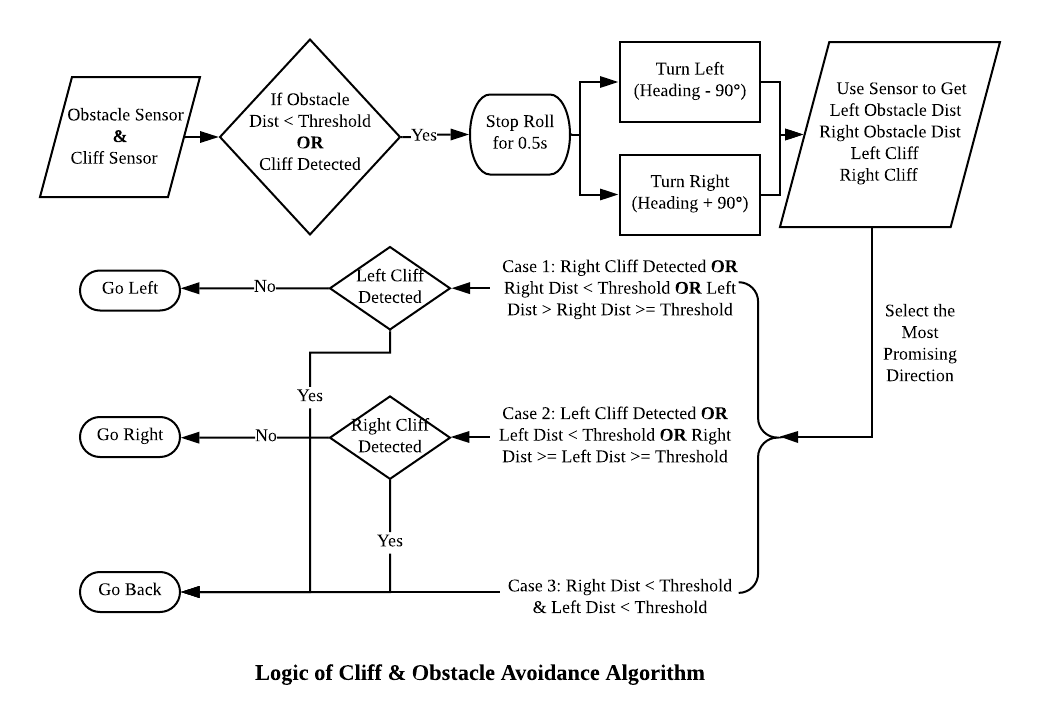 Obstacle Sensor
&
Cliff Sensor
If Obstacle
Dist < Threshold
OR
Cliff Detected
Yes
Stop Roll
for 0.5s
Turn Left
(Heading - 90°)
Turn Right
(Heading + 90°)
Use Sensor to Get
Left Obstacle Dist
Right Obstacle Dist
Left Cliff
Right Cliff
Select the
Most
Promising
Direction
Case 1: Right Cliff Detected OR
Right Dist < Threshold OR Left
Dist > Right Dist >= Threshold
Left Cliff
Detected
No
Go Left
Yes
Case 2: Left Cliff Detected OR
Left Dist < Threshold OR Right
Dist >= Left Dist >= Threshold
Right Cliff
Detected
No
Go Right
Yes
Case 3: Right Dist < Threshold
& Left Dist < Threshold
Go Back
Logic of Cliff & Obstacle Avoidance Algorithm